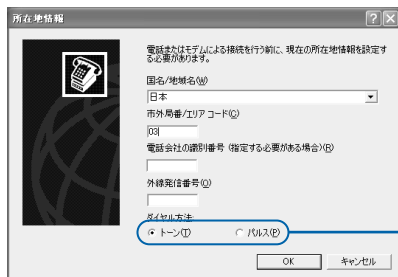 所在地情報
電話またはモデムによる接続を行う前に、現在の所在地情報を設定す
る必要があります。
国名/地域名(W)
日本
市外局番/エリア コード(C)
03
電話会社の識別番号 (指定する必要がある場合)(R)
外線発信番号(O)
ダイヤル方法:
トーン(T) パルス(P)
OK キャンセル